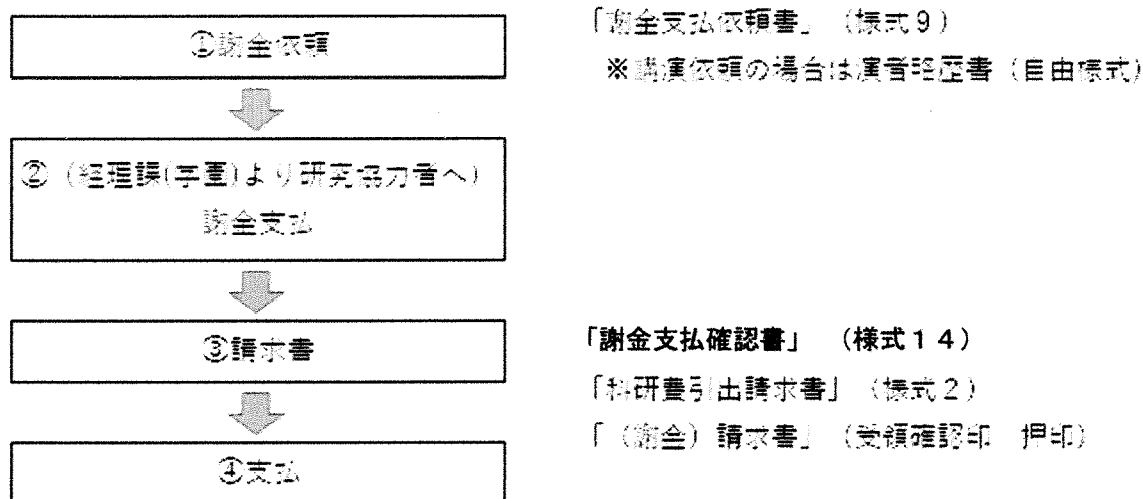 ①謝金依頼
「謝金支払依頼書」（様式９）
※講演依頼の場合は演者略歴書（自由様式）
②（経理課(学園)より研究協力者へ）
謝金支払
③請求書
「謝金支払確認書」　（様式１４）
「科研費引出請求書」（様式２）
「（謝金）請求書」（受領確認印　押印）
④支払